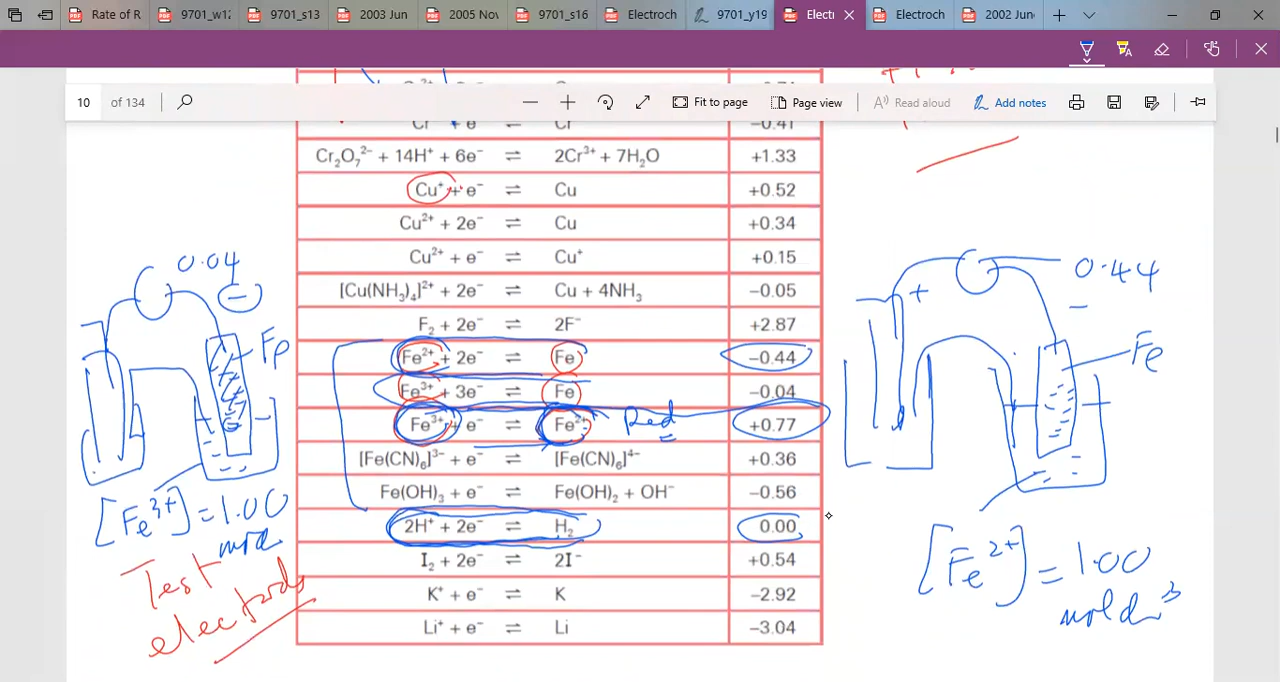 Rate of R 9701_w12 9701_s13 2003 Jun 2005 Nov 9701_s16 Electroch 9701_y19 Electr Electroch 2002 Jun
10 of 134 Fit to page Page view Read aloud Add notes
Cr³⁺ + e⁻ ⇌ Cr²⁺ −0.41
Cr₂O₇²⁻ + 14H⁺ + 6e⁻ ⇌ 2Cr³⁺ + 7H₂O +1.33
Cu⁺ + e⁻ ⇌ Cu +0.52
Cu²⁺ + 2e⁻ ⇌ Cu +0.34
Cu²⁺ + e⁻ ⇌ Cu⁺ +0.15
[Cu(NH₃)₄]²⁺ + 2e⁻ ⇌ Cu + 4NH₃ −0.05
F₂ + 2e⁻ ⇌ 2F⁻ +2.87
Fe²⁺ + 2e⁻ ⇌ Fe −0.44
Fe³⁺ + 3e⁻ ⇌ Fe −0.04
Fe³⁺ + e⁻ ⇌ Fe²⁺ +0.77
[Fe(CN)₆]³⁻ + e⁻ ⇌ [Fe(CN)₆]⁴⁻ +0.36
Fe(OH)₃ + e⁻ ⇌ Fe(OH)₂ + OH⁻ −0.56
2H⁺ + 2e⁻ ⇌ H₂ 0.00
I₂ + 2e⁻ ⇌ 2I⁻ +0.54
K⁺ + e⁻ ⇌ K −2.92
Li⁺ + e⁻ ⇌ Li −3.04
0.04
−
Fe
[Fe³⁺] = 1.00
mol
Test
electrode
Red
0.44
+ −
Fe
[Fe²⁺] = 1.00
mol d⁻³